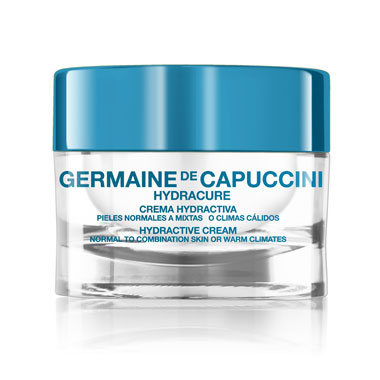 GERMAINE DE CAPUCCINI
HYDRACURE
CREMA HYDRACTIVA
PIELES NORMALES A MIXTAS O CLIMAS CÁLIDOS
HYDRACTIVE CREAM
NORMAL TO COMBINATION SKIN OR WARM CLIMATES